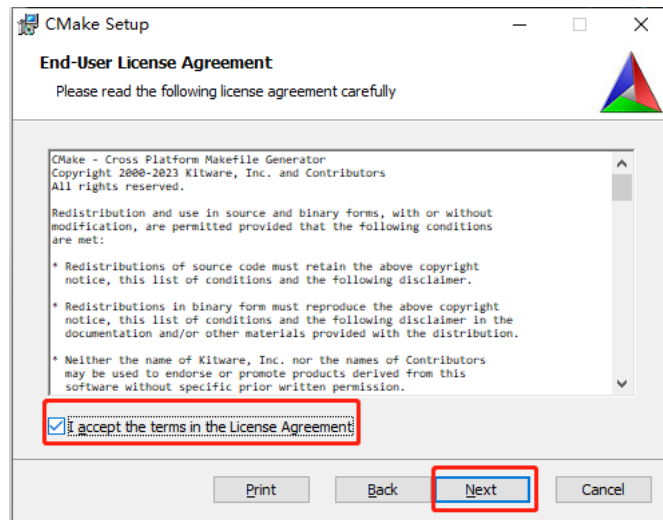 CMake Setup
End-User License Agreement
Please read the following license agreement carefully
CMake - Cross Platform Makefile Generator
Copyright 2000-2023 Kitware, Inc. and Contributors
All rights reserved.
Redistribution and use in source and binary forms, with or without
modification, are permitted provided that the following conditions
are met:
* Redistributions of source code must retain the above copyright
notice, this list of conditions and the following disclaimer.
* Redistributions in binary form must reproduce the above copyright
notice, this list of conditions and the following disclaimer in the
documentation and/or other materials provided with the distribution.
* Neither the name of Kitware, Inc. nor the names of Contributors
may be used to endorse or promote products derived from this
software without specific prior written permission.
I accept the terms in the License Agreement
Print Back Next Cancel